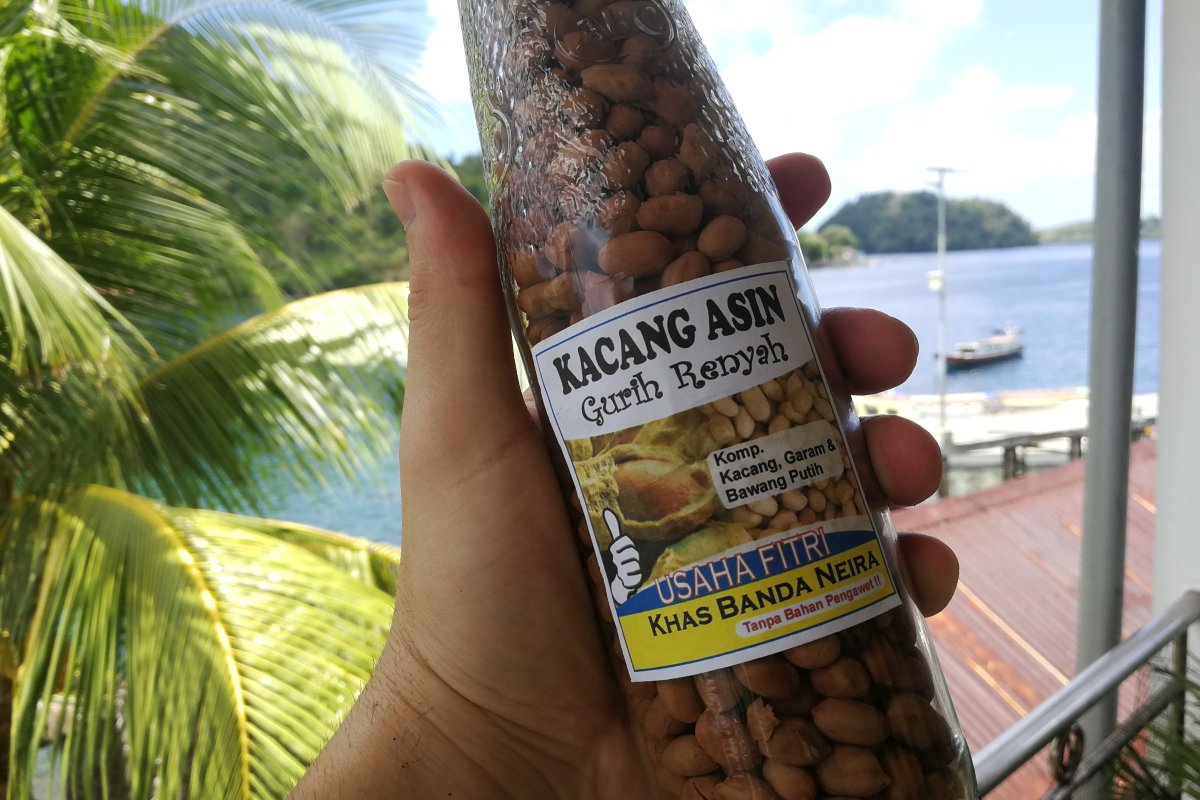 KACANG ASIN
Gurih Renyah
Komp.
Kacang, Garam &
Bawang Putih
USAHA FITRI
KHAS BANDA NEIRA
Tanpa Bahan Pengawet !!